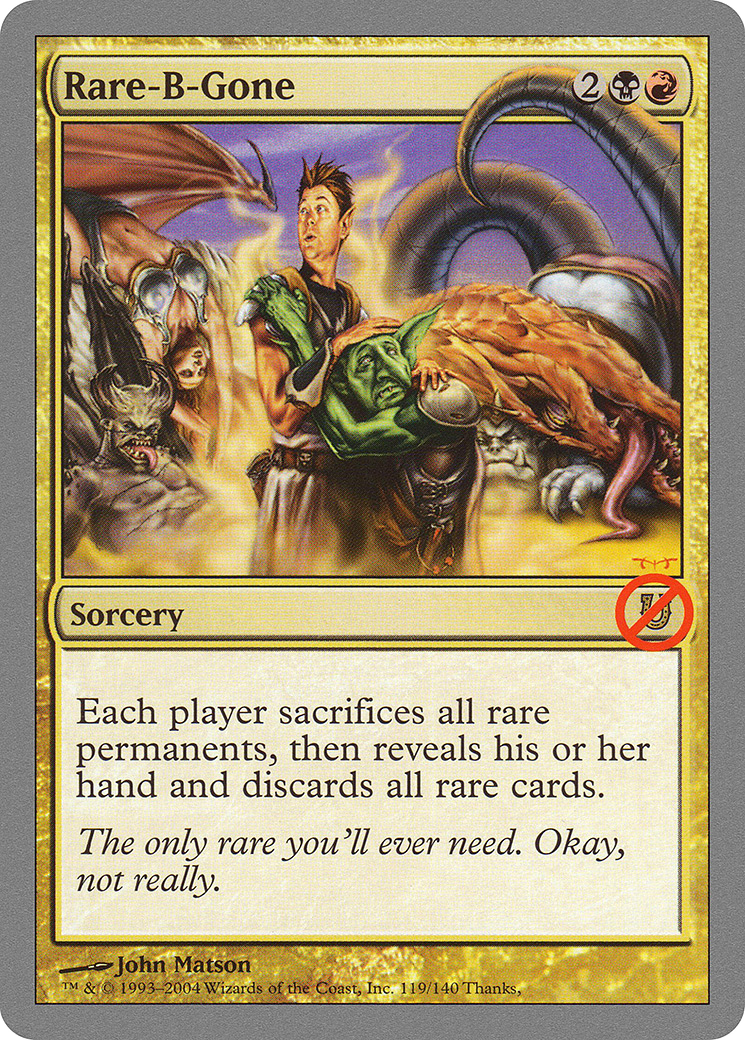 Rare-B-Gone 2
Sorcery U
Each player sacrifices all rare
permanents, then reveals his or her
hand and discards all rare cards.
The only rare you'll ever need. Okay,
not really.
John Matson
™ & © 1993–2004 Wizards of the Coast, Inc. 119/140 Thanks,